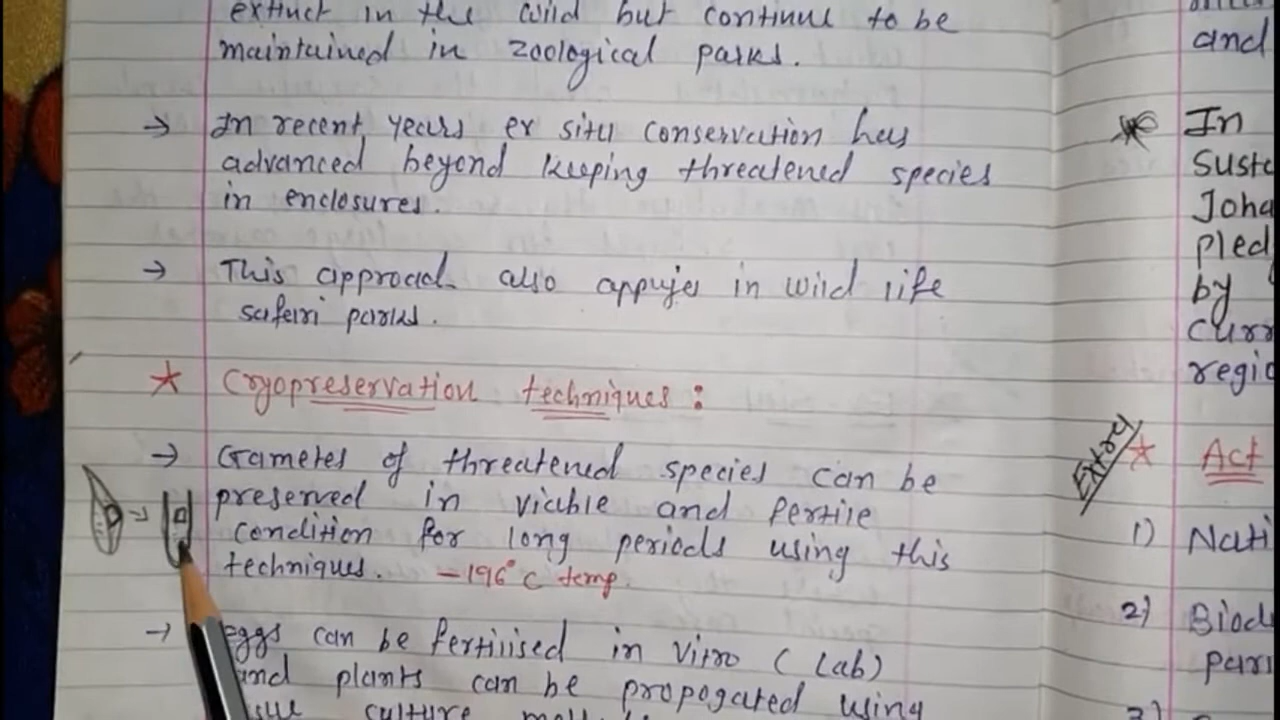 extinct in the wild but continue to be
maintained in zoological parks.
→ In recent years ex situ conservation has
advanced beyond keeping threatened species
in enclosures.
→ This approach also applies in wild life
safari parks.
★ Cryopreservation techniques :
→ Gametes of threatened species can be
preserved in viable and fertile
condition for long periods using this
techniques. -196°C temp.
→ eggs can be fertilised in vitro (Lab)
and plants can be propogated using
culture
and
In
Susta
Joha
pled
by
curr
regio
Extra
★ Act
1) Nati
2) Biod
par
3)